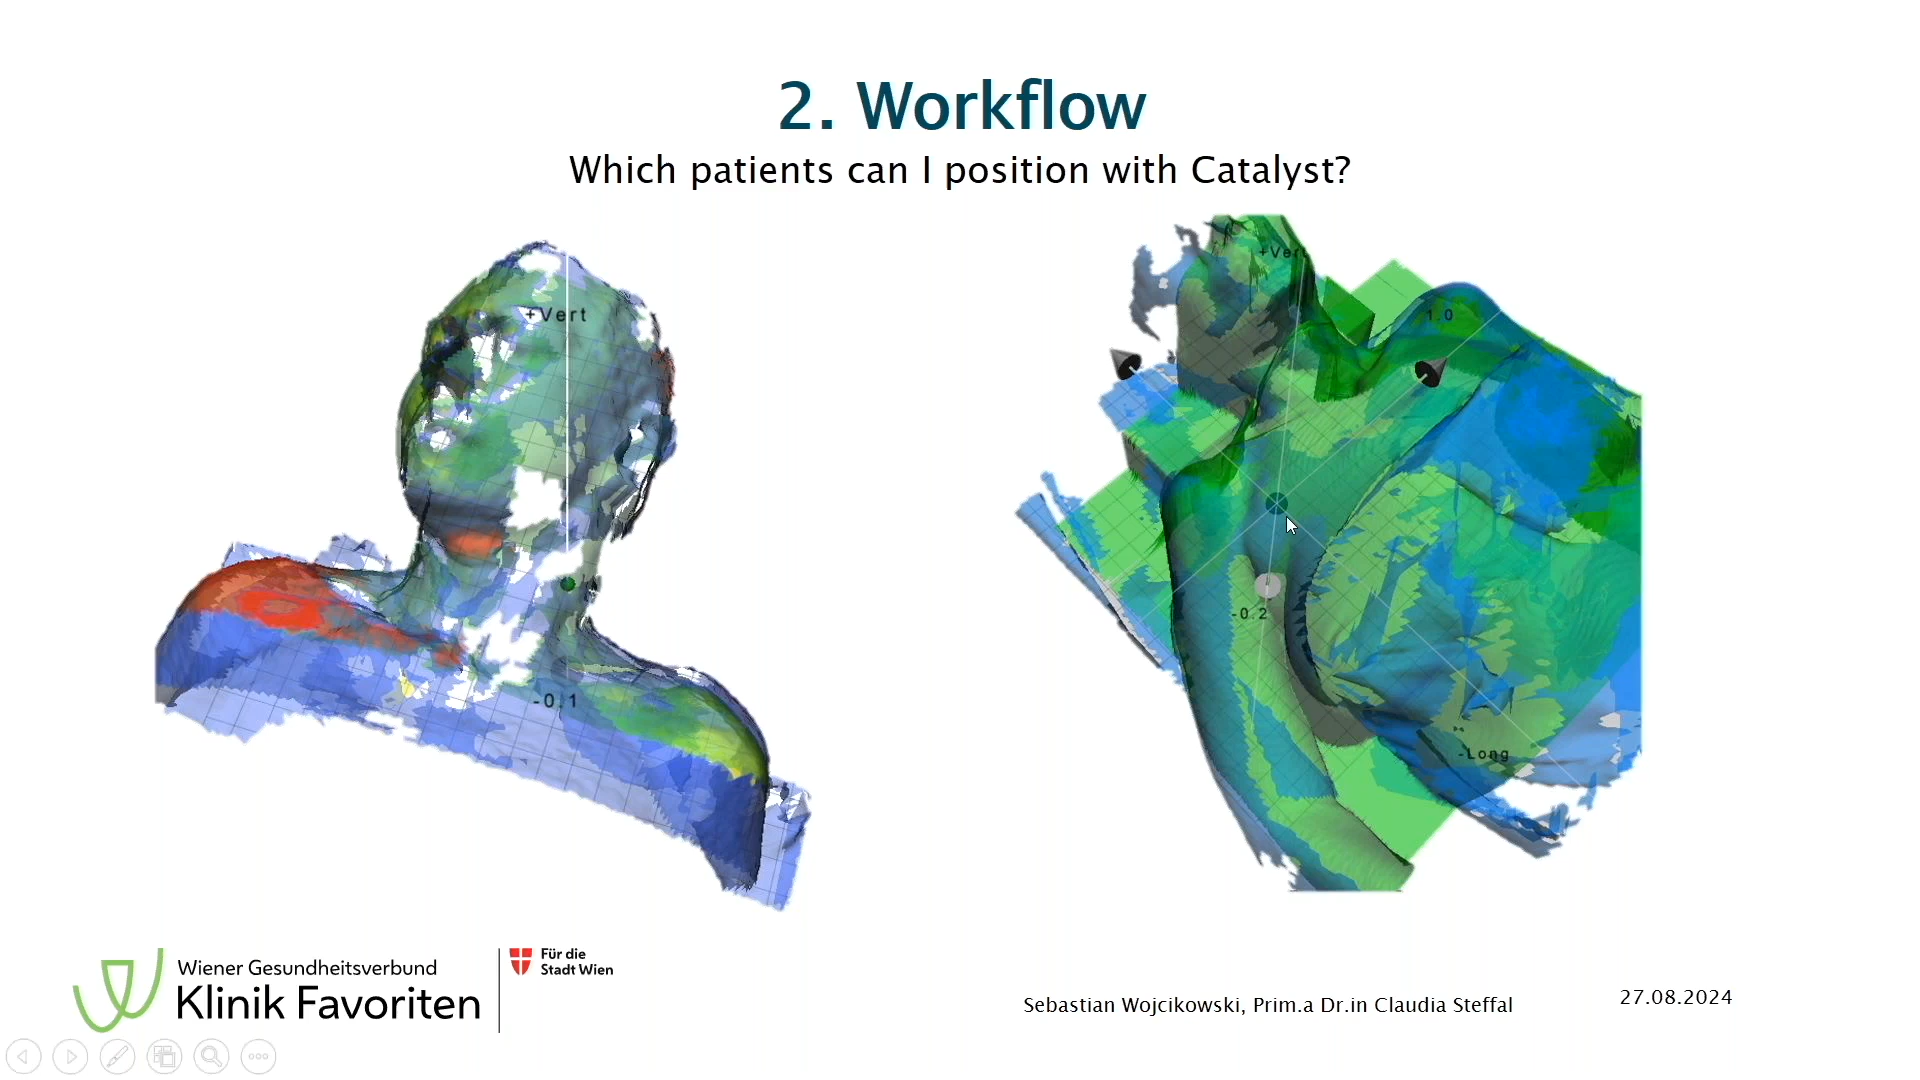 2. Workflow
Which patients can I position with Catalyst?
+Vert
-0.1
+Vert
1.0
-0.2
-Long
Wiener Gesundheitsverbund
Klinik Favoriten
Für die
Stadt Wien
Sebastian Wojcikowski, Prim.a Dr.in Claudia Steffal
27.08.2024